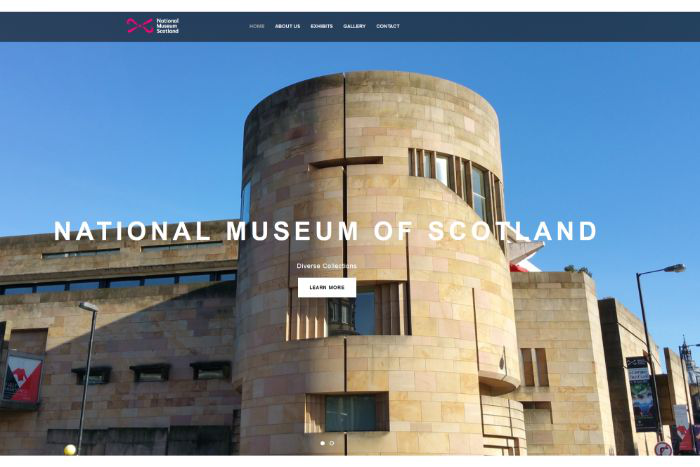 National
Museum
Scotland
HOME ABOUT US EXHIBITS GALLERY CONTACT
NATIONAL MUSEUM OF SCOTLAND
Diverse Collections
LEARN MORE